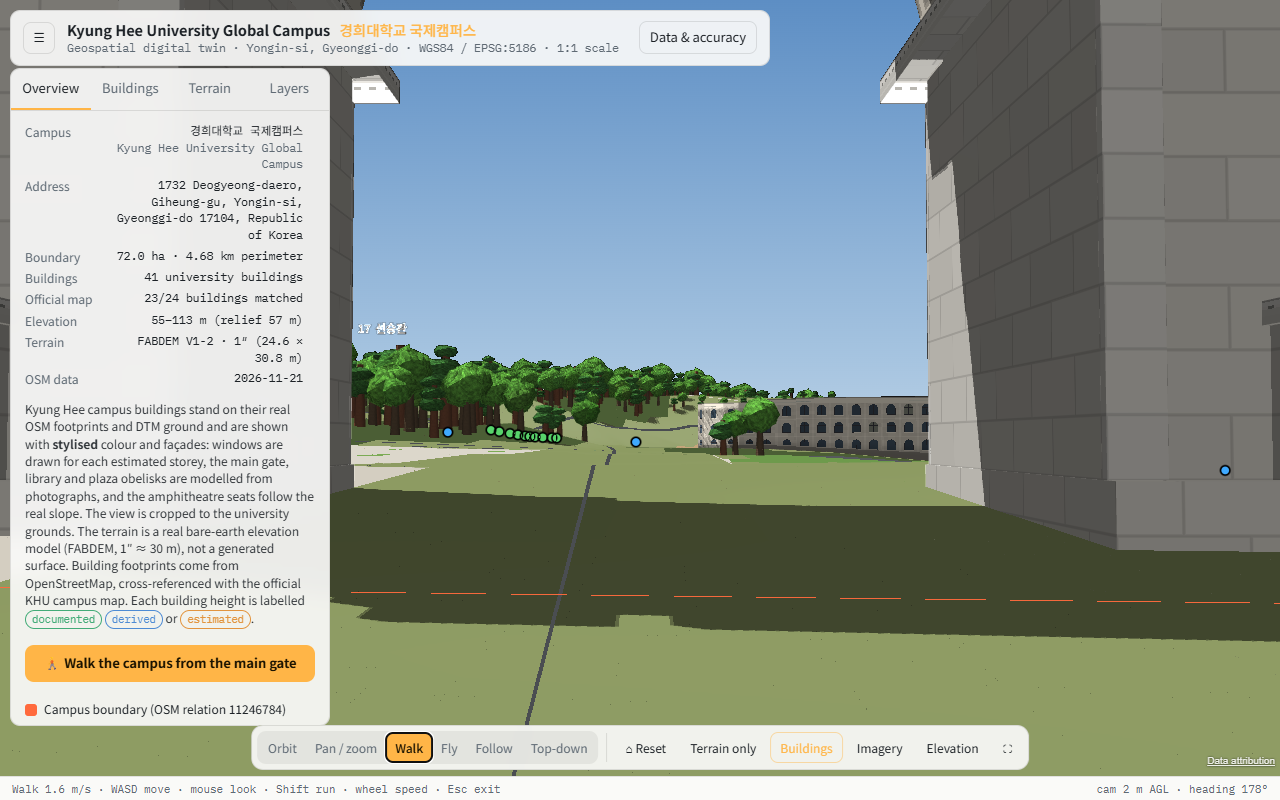 ☰
Kyung Hee University Global Campus 경희대학교 국제캠퍼스
Geospatial digital twin · Yongin-si, Gyeonggi-do · WGS84 / EPSG:5186 · 1:1 scale
Data & accuracy
Overview Buildings Terrain Layers
Campus 경희대학교 국제캠퍼스
Kyung Hee University Global
Campus
Address 1732 Deogyeong-daero,
Giheung-gu, Yongin-si,
Gyeonggi-do 17104, Republic
of Korea
Boundary 72.0 ha · 4.68 km perimeter
Buildings 41 university buildings
Official map 23/24 buildings matched
Elevation 55–113 m (relief 57 m)
Terrain FABDEM V1-2 · 1″ (24.6 ×
30.8 m)
OSM data 2026-11-21
Kyung Hee campus buildings stand on their real
OSM footprints and DTM ground and are shown
with stylised colour and façades: windows are
drawn for each estimated storey, the main gate,
library and plaza obelisks are modelled from
photographs, and the amphitheatre seats follow the
real slope. The view is cropped to the university
grounds. The terrain is a real bare-earth elevation
model (FABDEM, 1″ ≈ 30 m), not a generated
surface. Building footprints come from
OpenStreetMap, cross-referenced with the official
KHU campus map. Each building height is labelled
documented derived or estimated.
Walk the campus from the main gate
Campus boundary (OSM relation 11246784)
17
Orbit Pan / zoom Walk Fly Follow Top-down ⌂ Reset Terrain only Buildings Imagery Elevation ⛶
Data attribution
Walk 1.6 m/s · WASD move · mouse look · Shift run · wheel speed · Esc exit
cam 2 m AGL · heading 178°